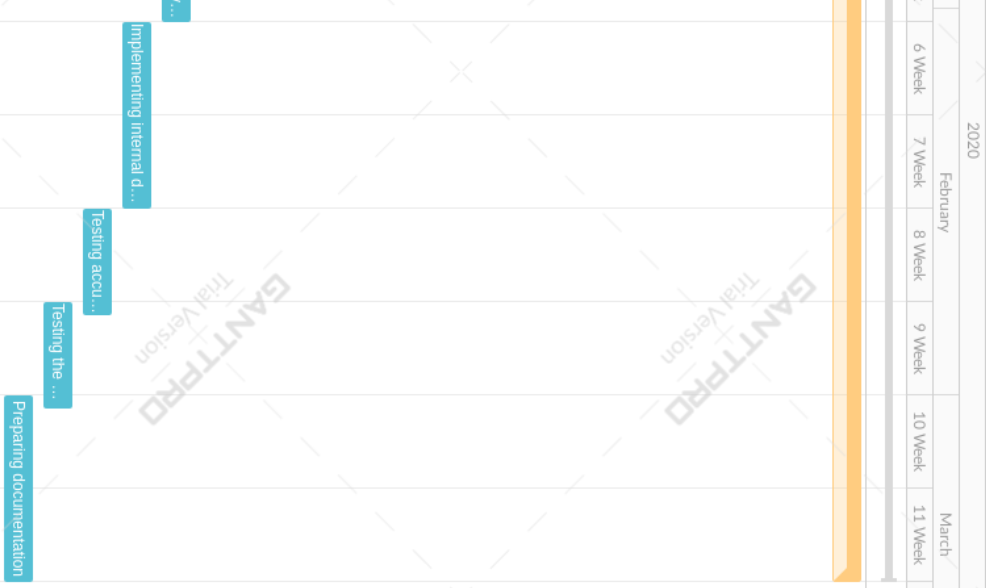 2020
February
March
6 Week
7 Week
8 Week
9 Week
10 Week
11 Week
Implementing internal d...
Testing accu...
Testing the ...
Preparing documentation
GANTTPRO
Trial Version
GANTTPRO
Trial Version